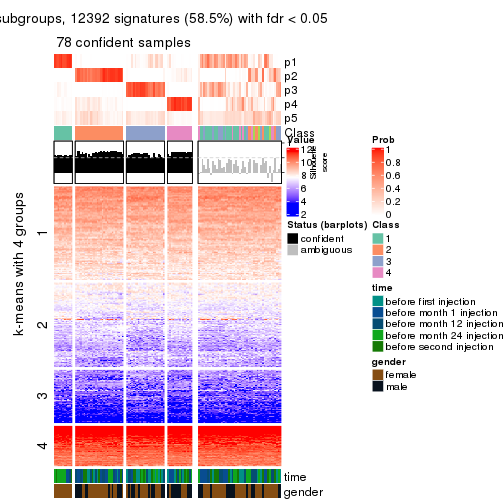 subgroups, 12392 signatures (58.5%) with fdr < 0.05
78 confident samples
p1
p2
p3
p4
p5
Class
Silhouette
score
k-means with 4 groups
1
2
3
4
time
gender
Value
12
10
8
6
4
2
Status (barplots)
confident
ambiguous
Prob
1
0.8
0.6
0.4
0.2
0
Class
1
2
3
4
time
before first injection
before month 1 injection
before month 12 injection
before month 24 injection
before second injection
gender
female
male